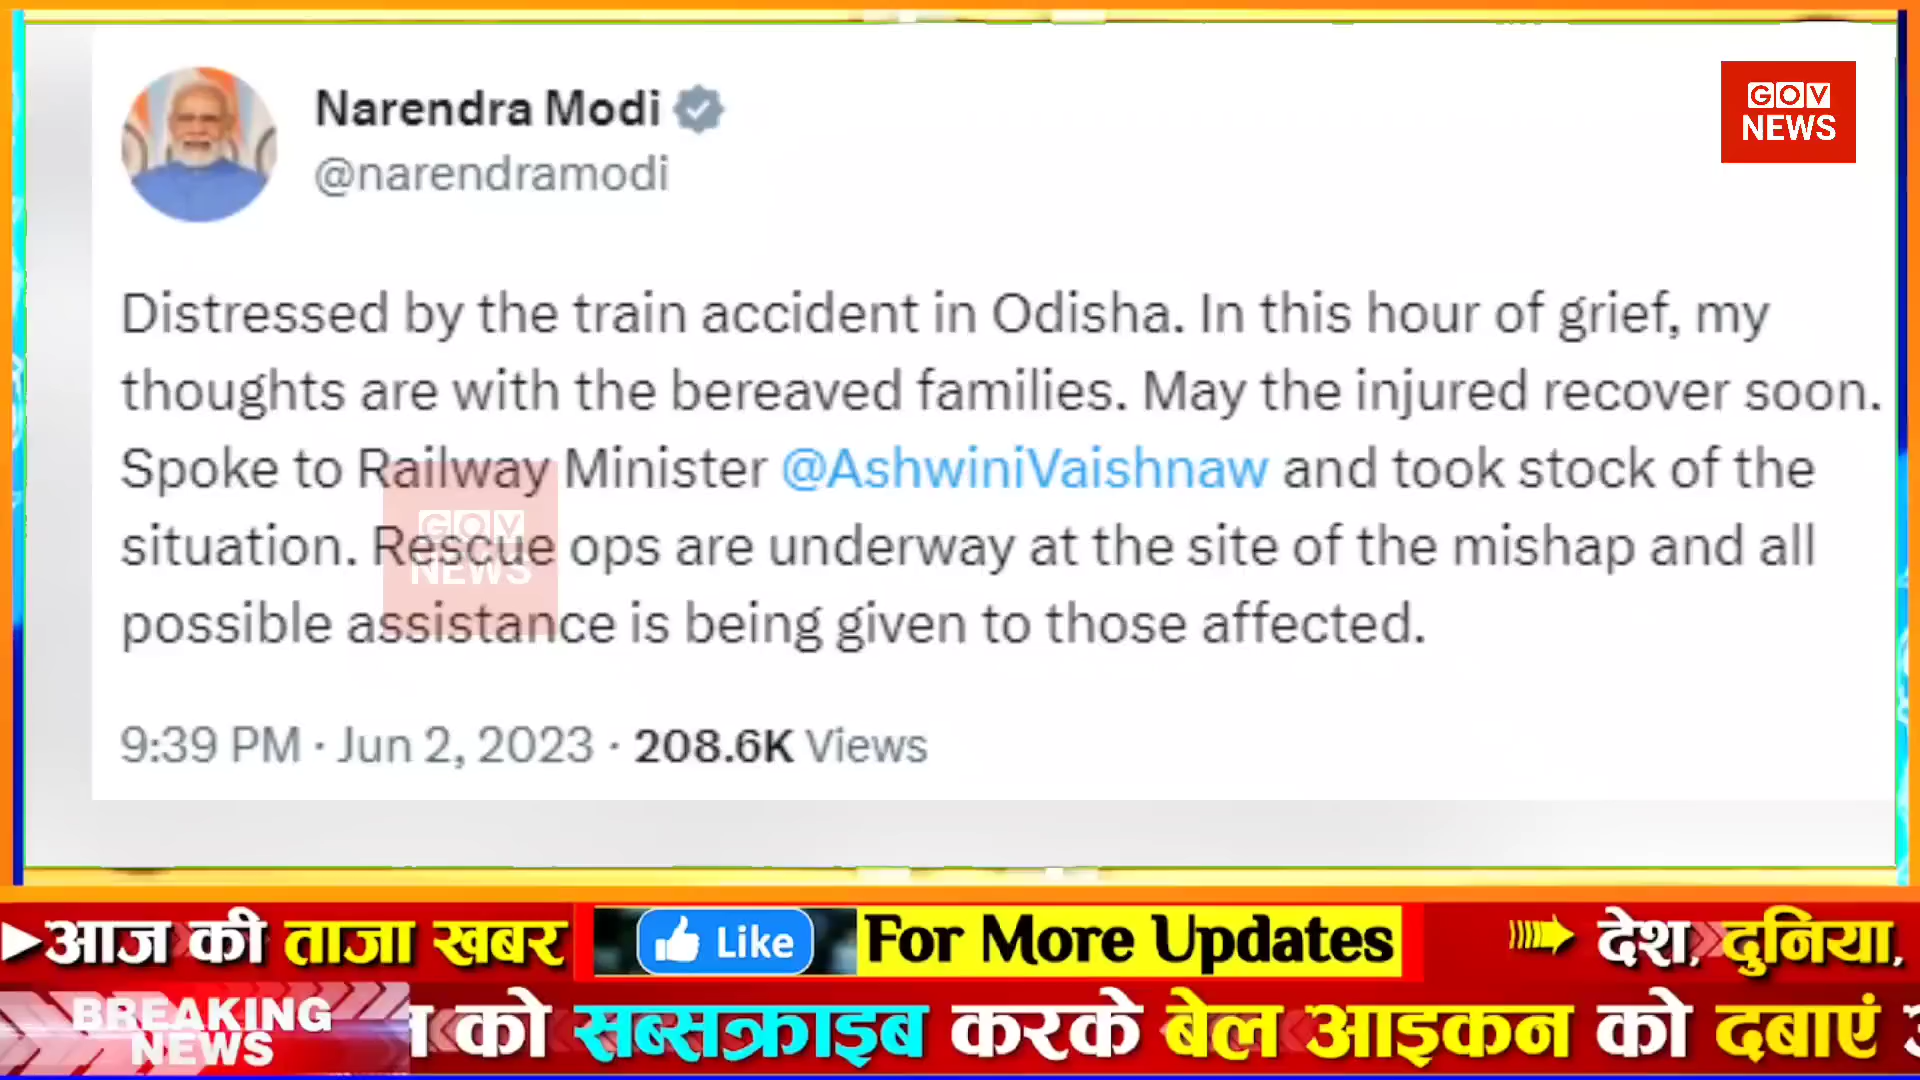 Narendra Modi
@narendramodi
GOV
NEWS
Distressed by the train accident in Odisha. In this hour of grief, my
thoughts are with the bereaved families. May the injured recover soon.
Spoke to Railway Minister @AshwiniVaishnaw and took stock of the
situation. Rescue ops are underway at the site of the mishap and all
possible assistance is being given to those affected.
GOV
NEWS
9:39 PM · Jun 2, 2023 · 208.6K Views
आज की ताजा खबर
Like
For More Updates
देश, दुनिया,
BREAKING
NEWS
को सब्सक्राइब करके बेल आइकन को दबाएं